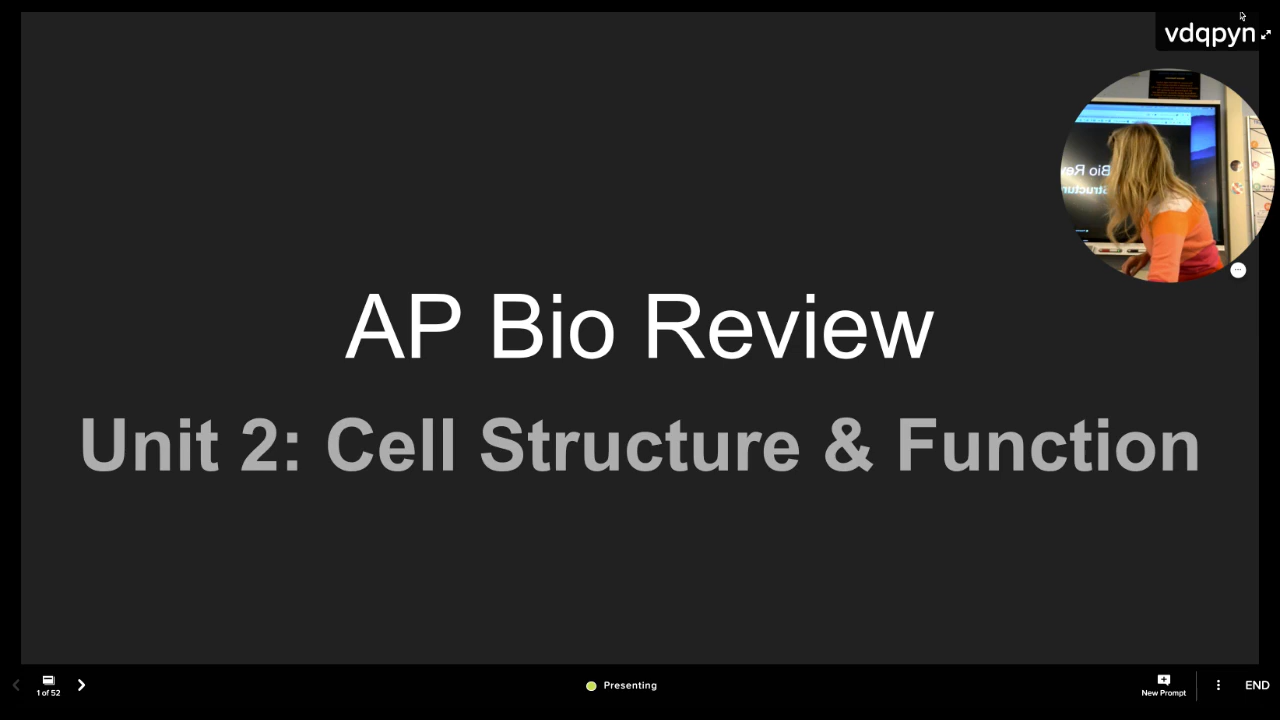 vdqpyn
AP Bio Review
Unit 2: Cell Structure & Function
1 of 52
Presenting
New Prompt
END